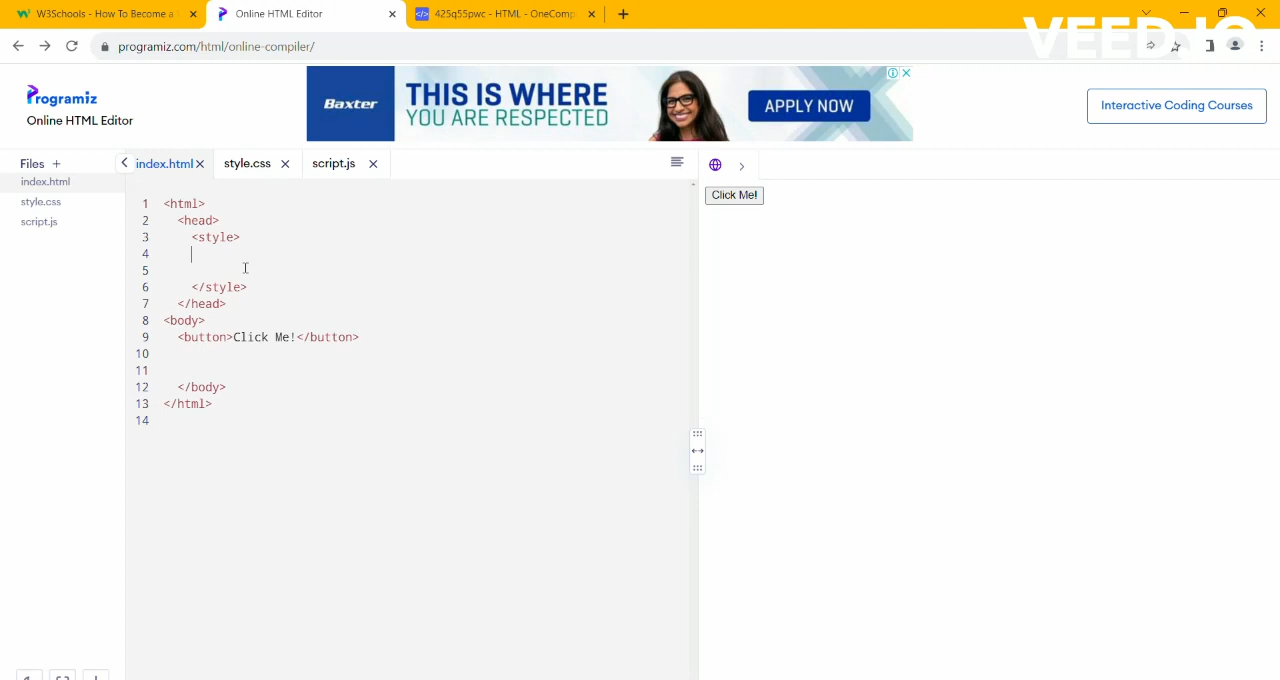 W3Schools - How To Become a
Online HTML Editor
425q55pwc - HTML - OneComp
programiz.com/html/online-compiler/
VEED.IO
Programiz
Online HTML Editor
Baxter
THIS IS WHERE
YOU ARE RESPECTED
APPLY NOW
Interactive Coding Courses
Files +
index.html
style.css
script.js
index.html
style.css
script.js
1 <html>
2 <head>
3 <style>
4
5
6 </style>
7 </head>
8 <body>
9 <button>Click Me!</button>
10
11
12 </body>
13 </html>
14
Click Me!